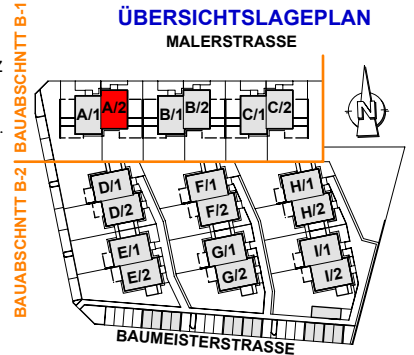 ÜBERSICHTSLAGEPLAN
MALERSTRASSE
BAUABSCHNTT B-1
A/1 A/2 B/1 B/2 C/1 C/2
N
BAUABSCHNTT B-2
D/1 F/1 H/1
D/2 F/2 H/2
E/1 G/1 I/1
E/2 G/2 I/2
BAUMEISTERSTRASSE